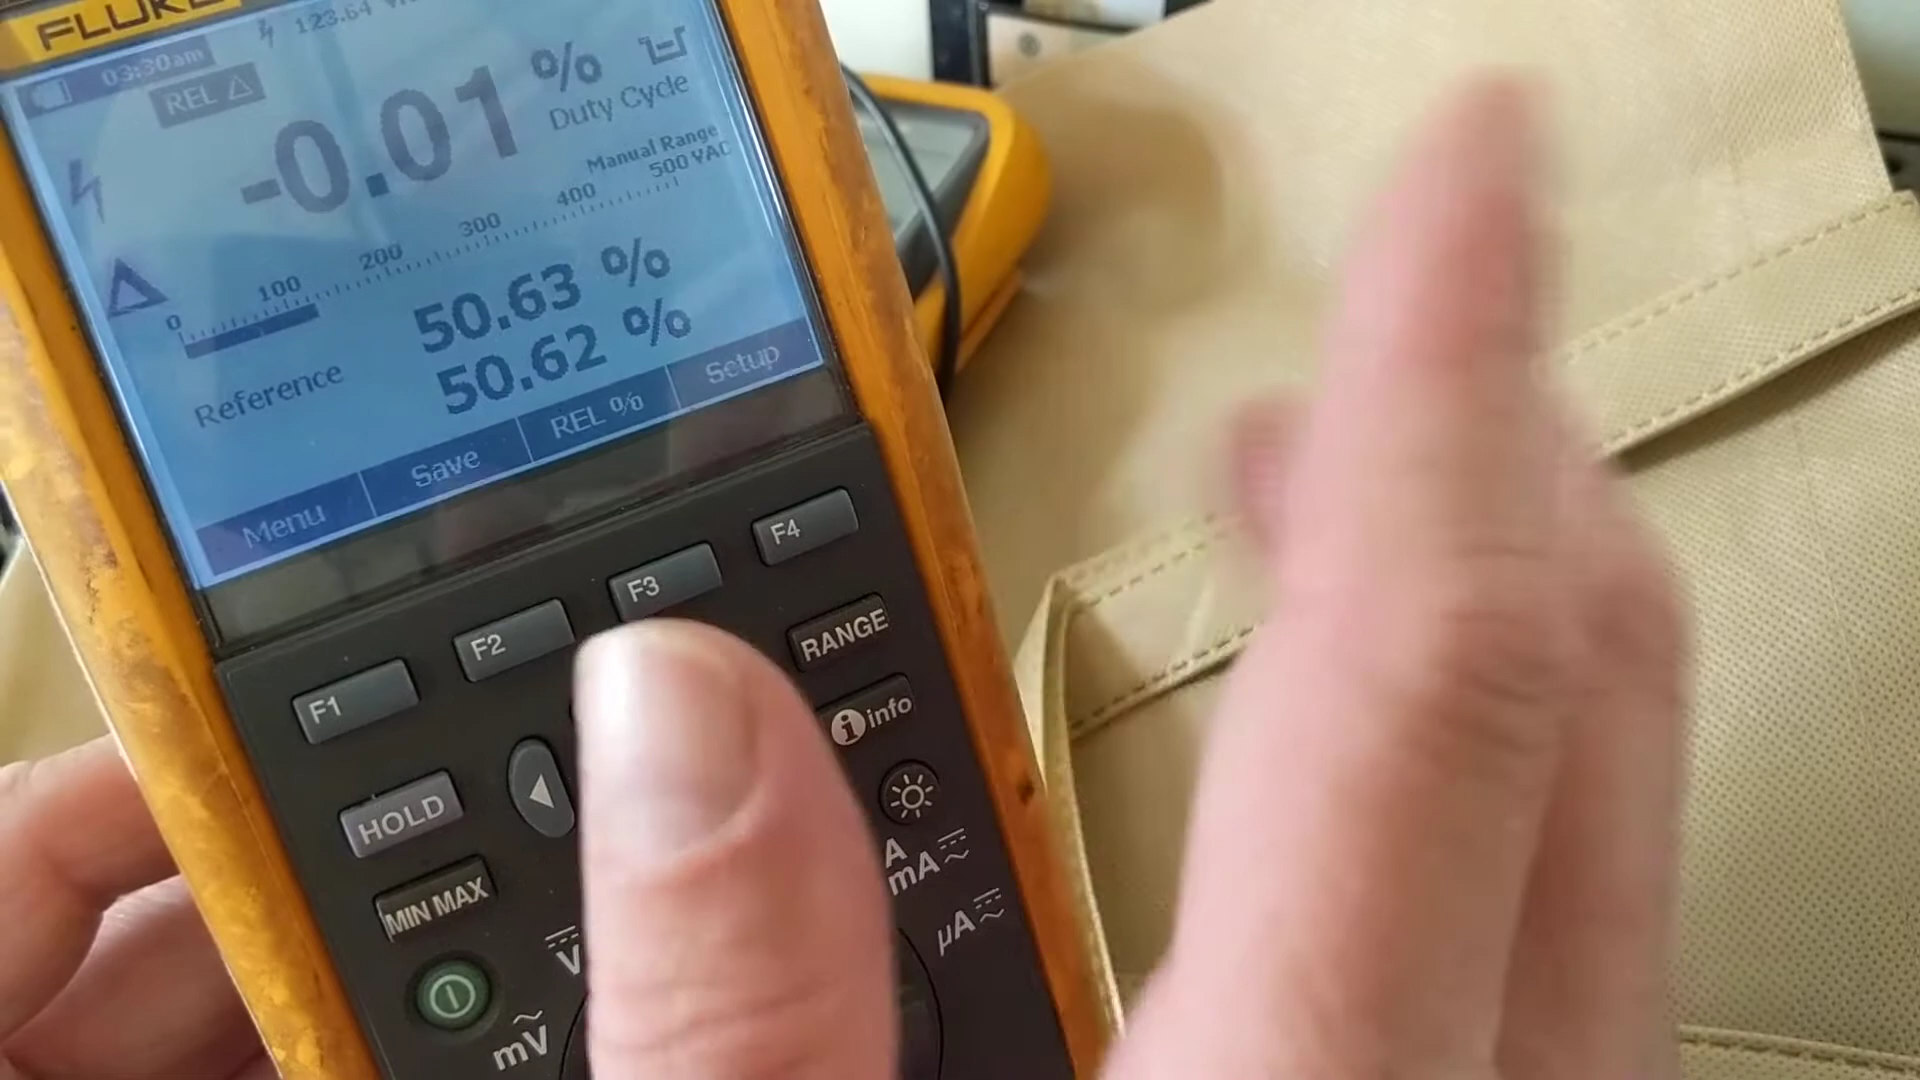 FLUKE
123.64
03:30am
REL △
-0.01 %
Duty Cycle
Manual Range
500 VAC
0 100 200 300 400
50.63 %
Reference 50.62 %
Menu Save REL % Setup
F1 F2 F3 F4
RANGE
i info
HOLD
MIN MAX
A
mA
µA
V
mV